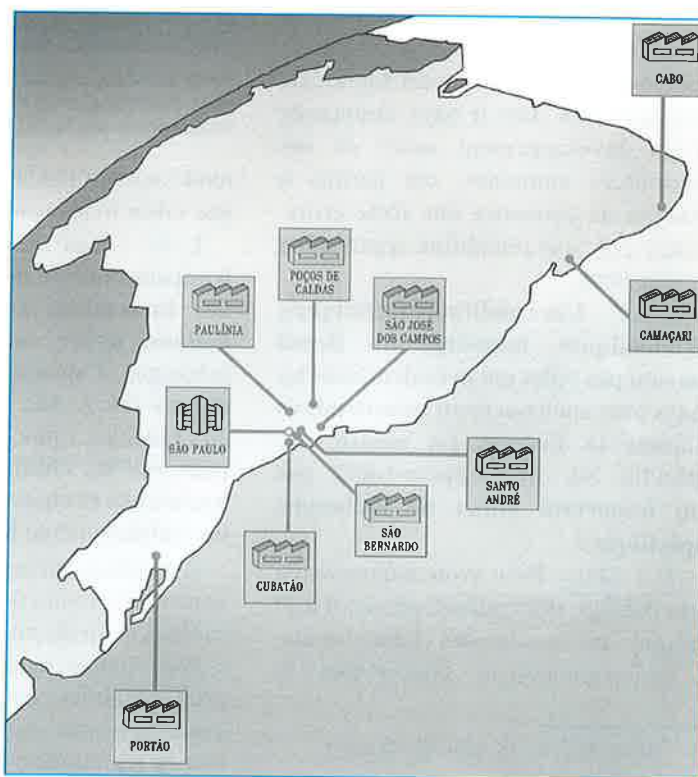 CABO
POÇOS DE
CALDAS
PAULÍNIA
SÃO JOSÉ
DOS CAMPOS
CAMAÇARI
SÃO PAULO
SANTO
ANDRÉ
SÃO
BERNARDO
CUBATÃO
PORTÃO